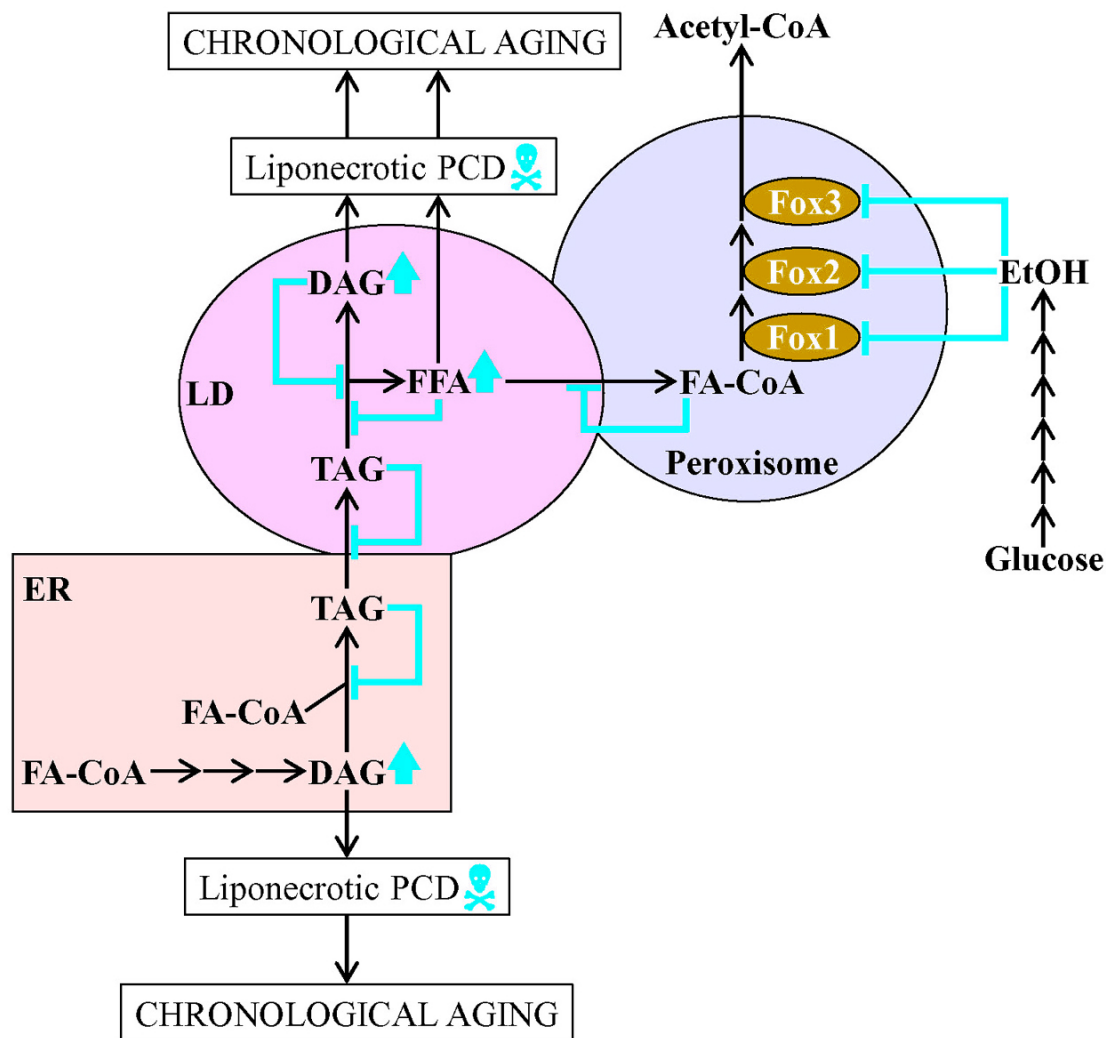 CHRONOLOGICAL AGING
Acetyl-CoA
Liponecrotic PCD
Fox3
DAG
Fox2
EtOH
Fox1
LD
FFA
FA-CoA
Peroxisome
TAG
Glucose
ER
TAG
FA-CoA
FA-CoA
DAG
Liponecrotic PCD
CHRONOLOGICAL AGING